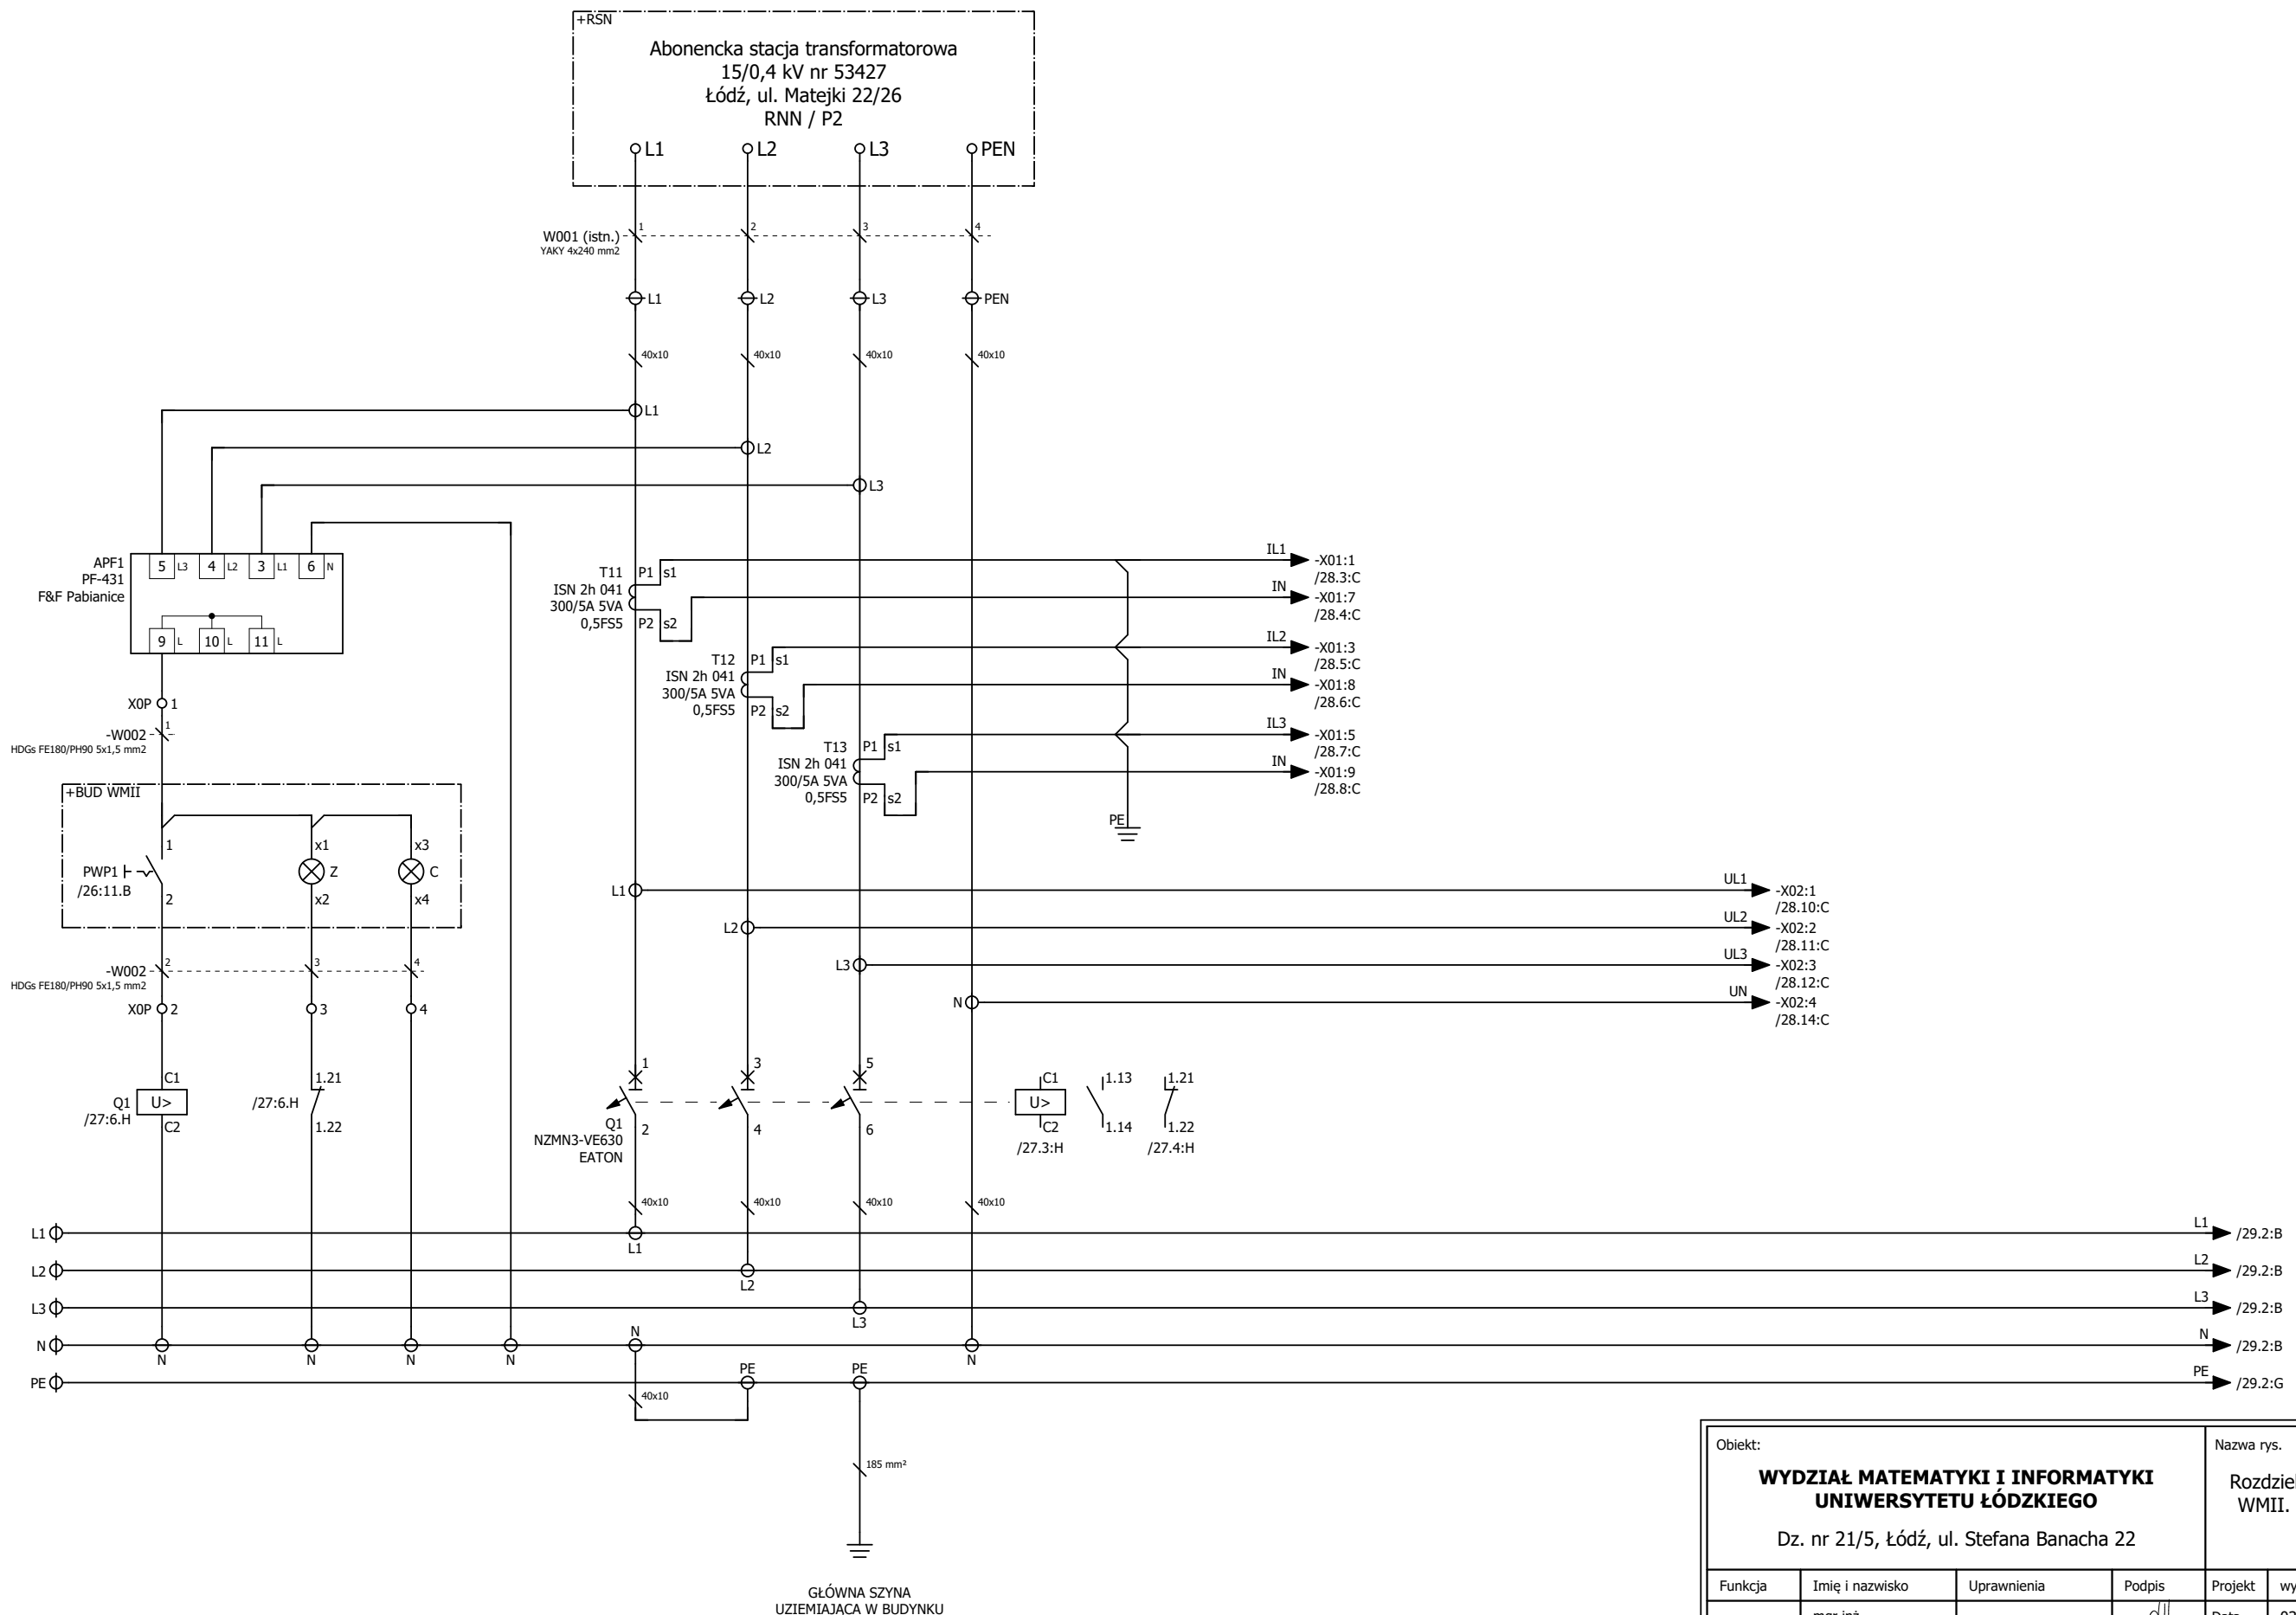 +RSN
Abonencka stacja transformatorowa
15/0,4 kV nr 53427
Łódź, ul. Matejki 22/26
RNN / P2
L1 L2 L3 PEN
1 2 3 4
W001 (istn.)
YAKY 4x240 mm2
L1 L2 L3 PEN
40x10 40x10 40x10 40x10
L1
L2
L3
APF1
PF-431
F&F Pabianice
5 L3 4 L2 3 L1 6 N
9 L 10 L 11 L
T11
ISN 2h 041
300/5A 5VA
0,5FS5
P1 s1
P2 s2
IL1 -X01:1
/28.3:C
IN -X01:7
/28.4:C
T12
ISN 2h 041
300/5A 5VA
0,5FS5
P1 s1
P2 s2
IL2 -X01:3
/28.5:C
IN -X01:8
/28.6:C
T13
ISN 2h 041
300/5A 5VA
0,5FS5
P1 s1
P2 s2
IL3 -X01:5
/28.7:C
IN -X01:9
/28.8:C
PE
X0P 1
1
-W002
HDGs FE180/PH90 5x1,5 mm2
+BUD WMII
1 x1 x3
PWP1 Z C
/26:11.B
2 x2 x4
L1 UL1 -X02:1
/28.10:C
L2 UL2 -X02:2
/28.11:C
L3 UL3 -X02:3
/28.12:C
N UN -X02:4
/28.14:C
2 3 4
-W002
HDGs FE180/PH90 5x1,5 mm2
X0P 2 3 4
C1 1.21
Q1 U>
/27:6.H
/27:6.H
C2 1.22
1 3 5
Q1
NZMN3-VE630
EATON
2 4 6
C1 1.13 1.21
U>
C2 1.14 1.22
/27.3:H /27.4:H
40x10 40x10 40x10 40x10
L1 L1 L1 /29.2:B
L2 L2 L2 /29.2:B
L3 L3 L3 /29.2:B
N N N N N N N N /29.2:B
PE PE PE PE /29.2:G
40x10
185 mm²
GŁÓWNA SZYNA
UZIEMIAJĄCA W BUDYNKU
Obiekt:
WYDZIAŁ MATEMATYKI I INFORMATYKI
UNIWERSYTETU ŁÓDZKIEGO
Dz. nr 21/5, Łódź, ul. Stefana Banacha 22
Nazwa rys.
WMII.
Funkcja Imię i nazwisko Uprawnienia Podpis Projekt